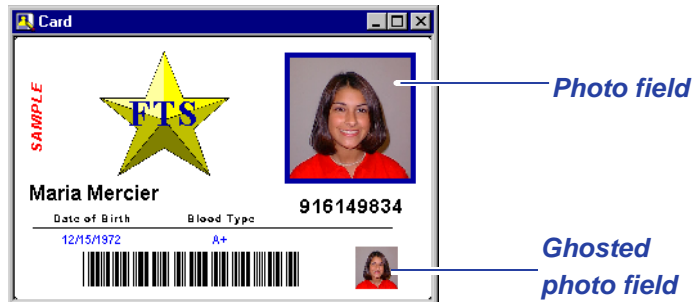 Card
SAMPLE
FTS
Photo field
Maria Mercier
916149834
Date of Birth Blood Type
12/15/1972 A+
Ghosted
photo field